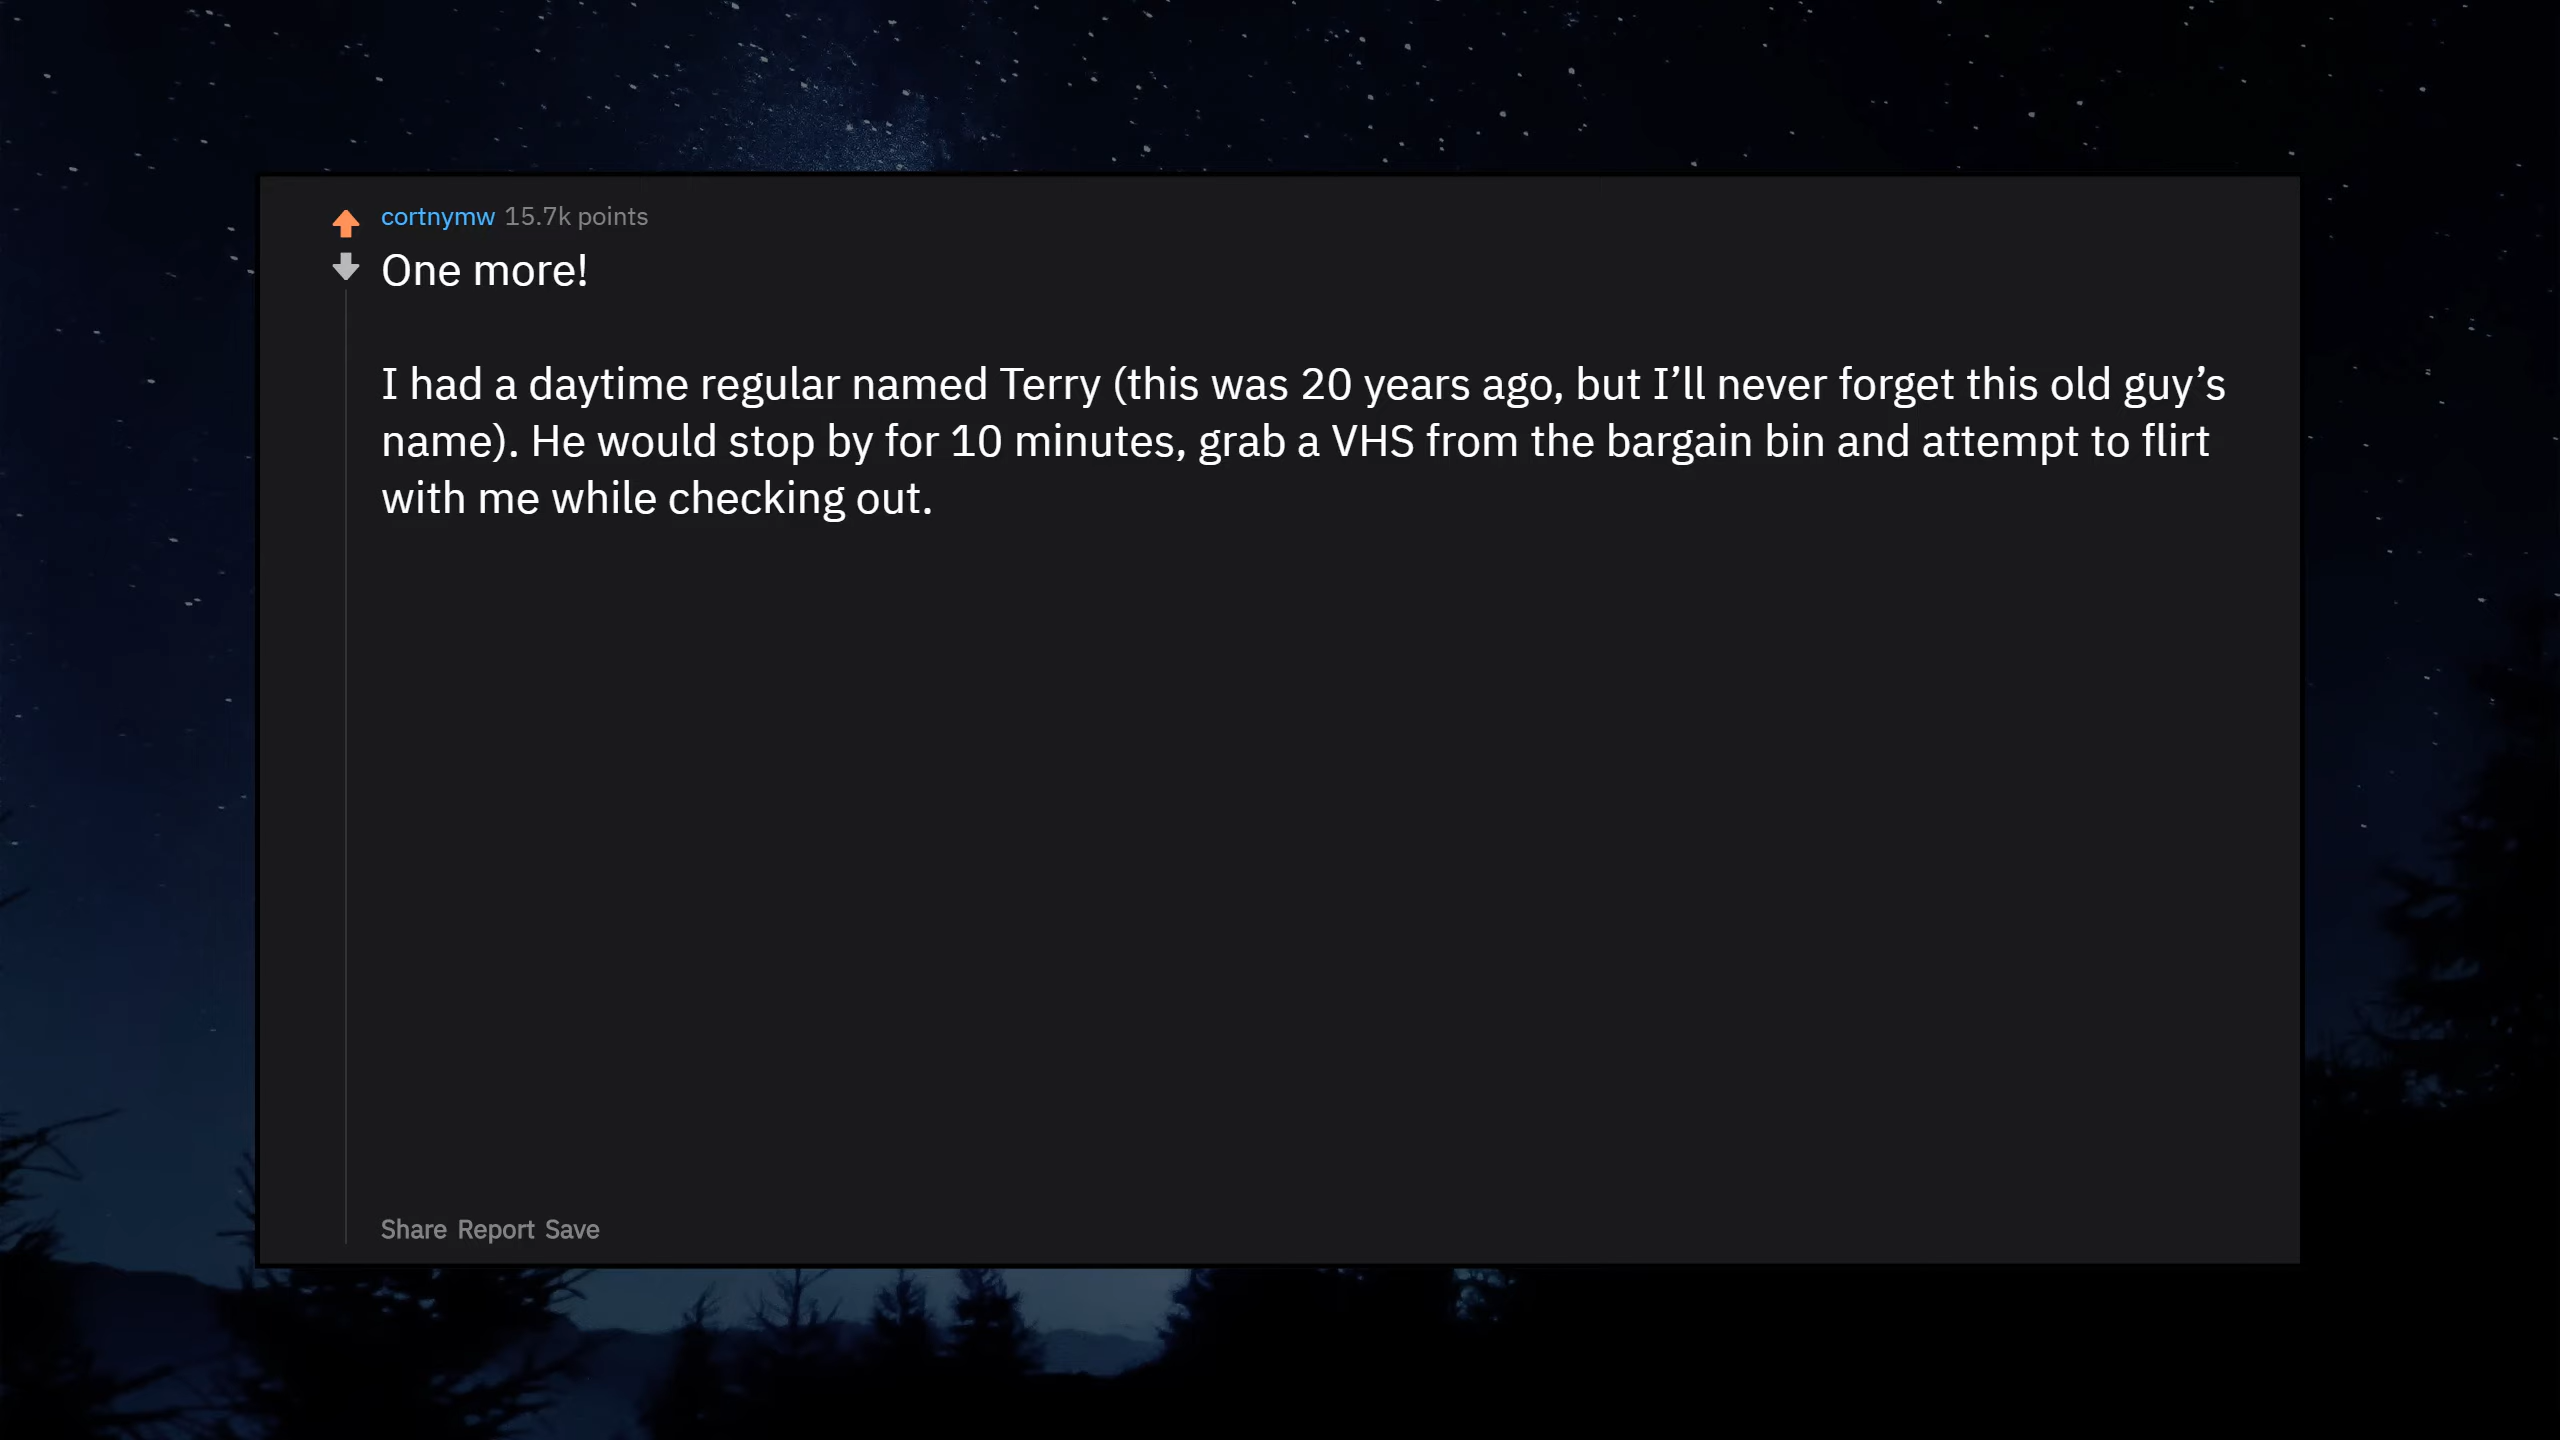 cortnymw 15.7k points
One more!
I had a daytime regular named Terry (this was 20 years ago, but I’ll never forget this old guy’s
name). He would stop by for 10 minutes, grab a VHS from the bargain bin and attempt to flirt
with me while checking out.
Share Report Save